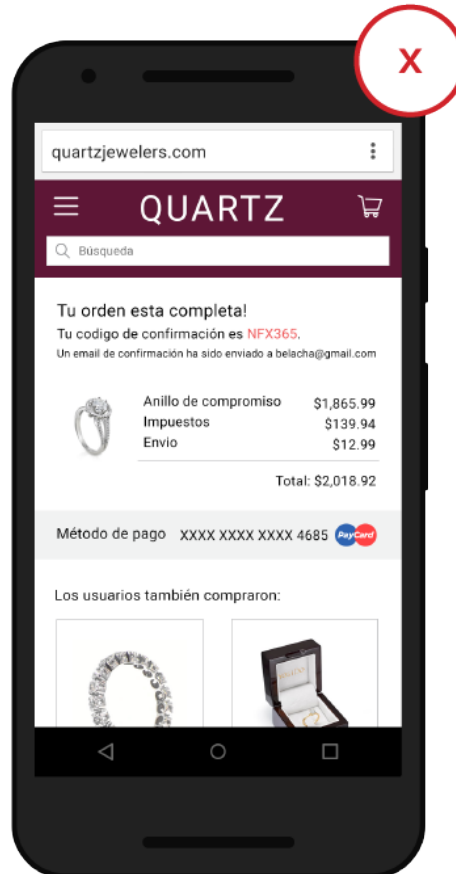 X
quartzjewelers.com
QUARTZ
Búsqueda
Tu orden esta completa!
Tu codigo de confirmación es NFX365.
Un email de confirmación ha sido enviado a belacha@gmail.com
Anillo de compromiso $1,865.99
Impuestos $139.94
Envio $12.99
Total: $2,018.92
Método de pago XXXX XXXX XXXX 4685 PayCard
Los usuarios también compraron: